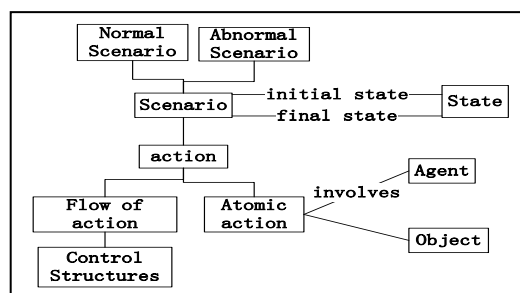 Normal
Scenario
Abnormal
Scenario
Scenario
initial state
final state
State
action
Agent
involves
Flow of
action
Atomic
action
Object
Control
Structures